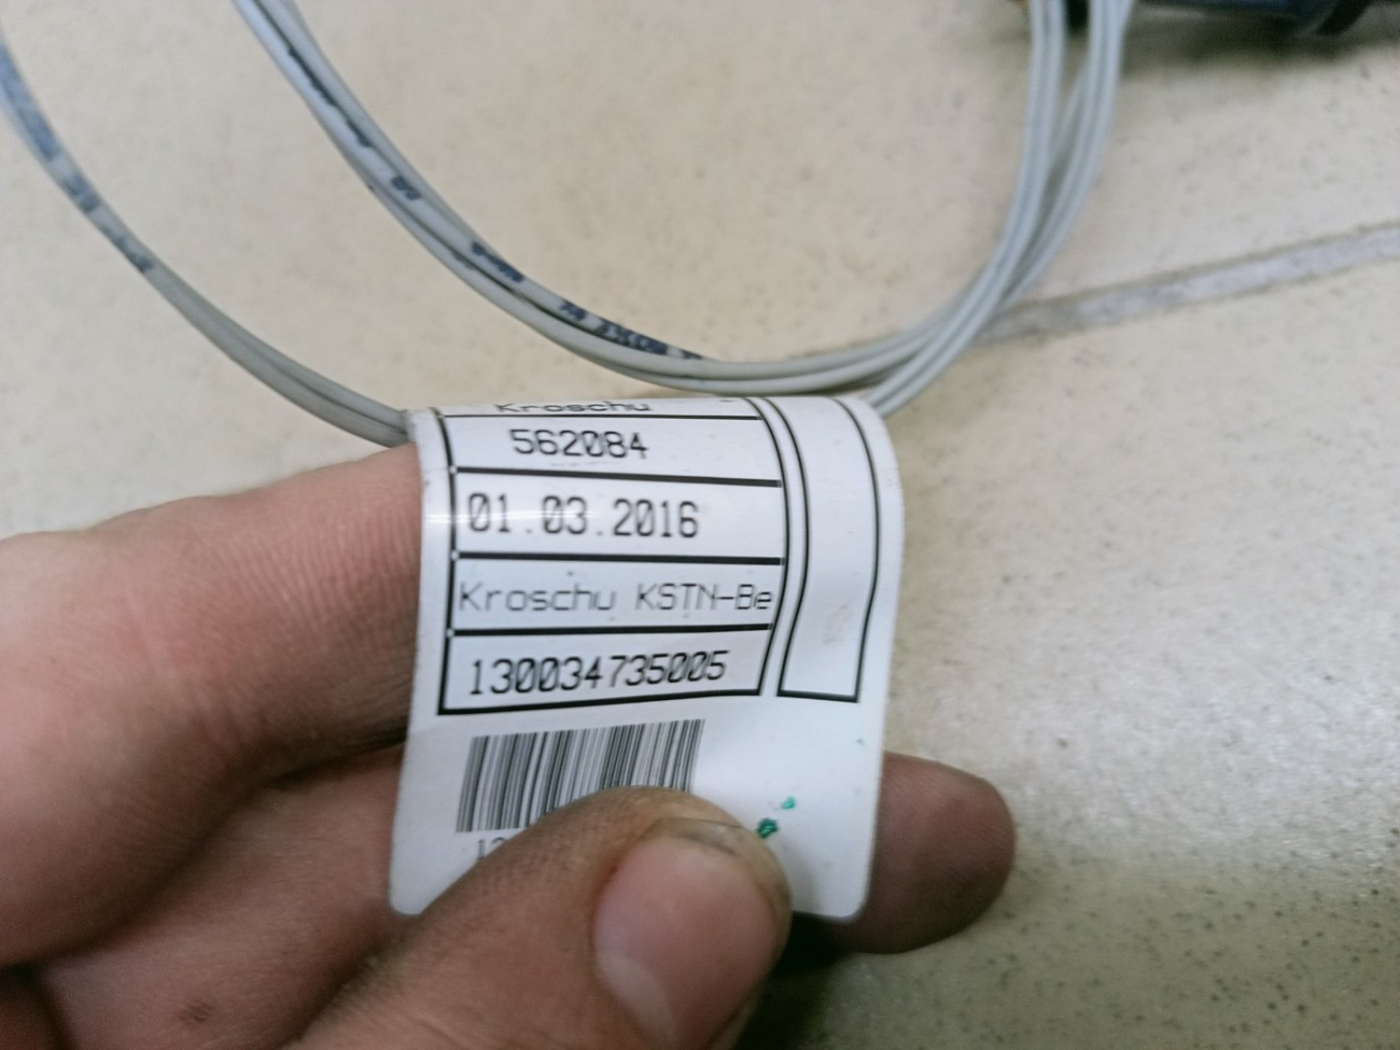 Kroschu
562084
01.03.2016
Kroschu KSTN-Be
130034735005